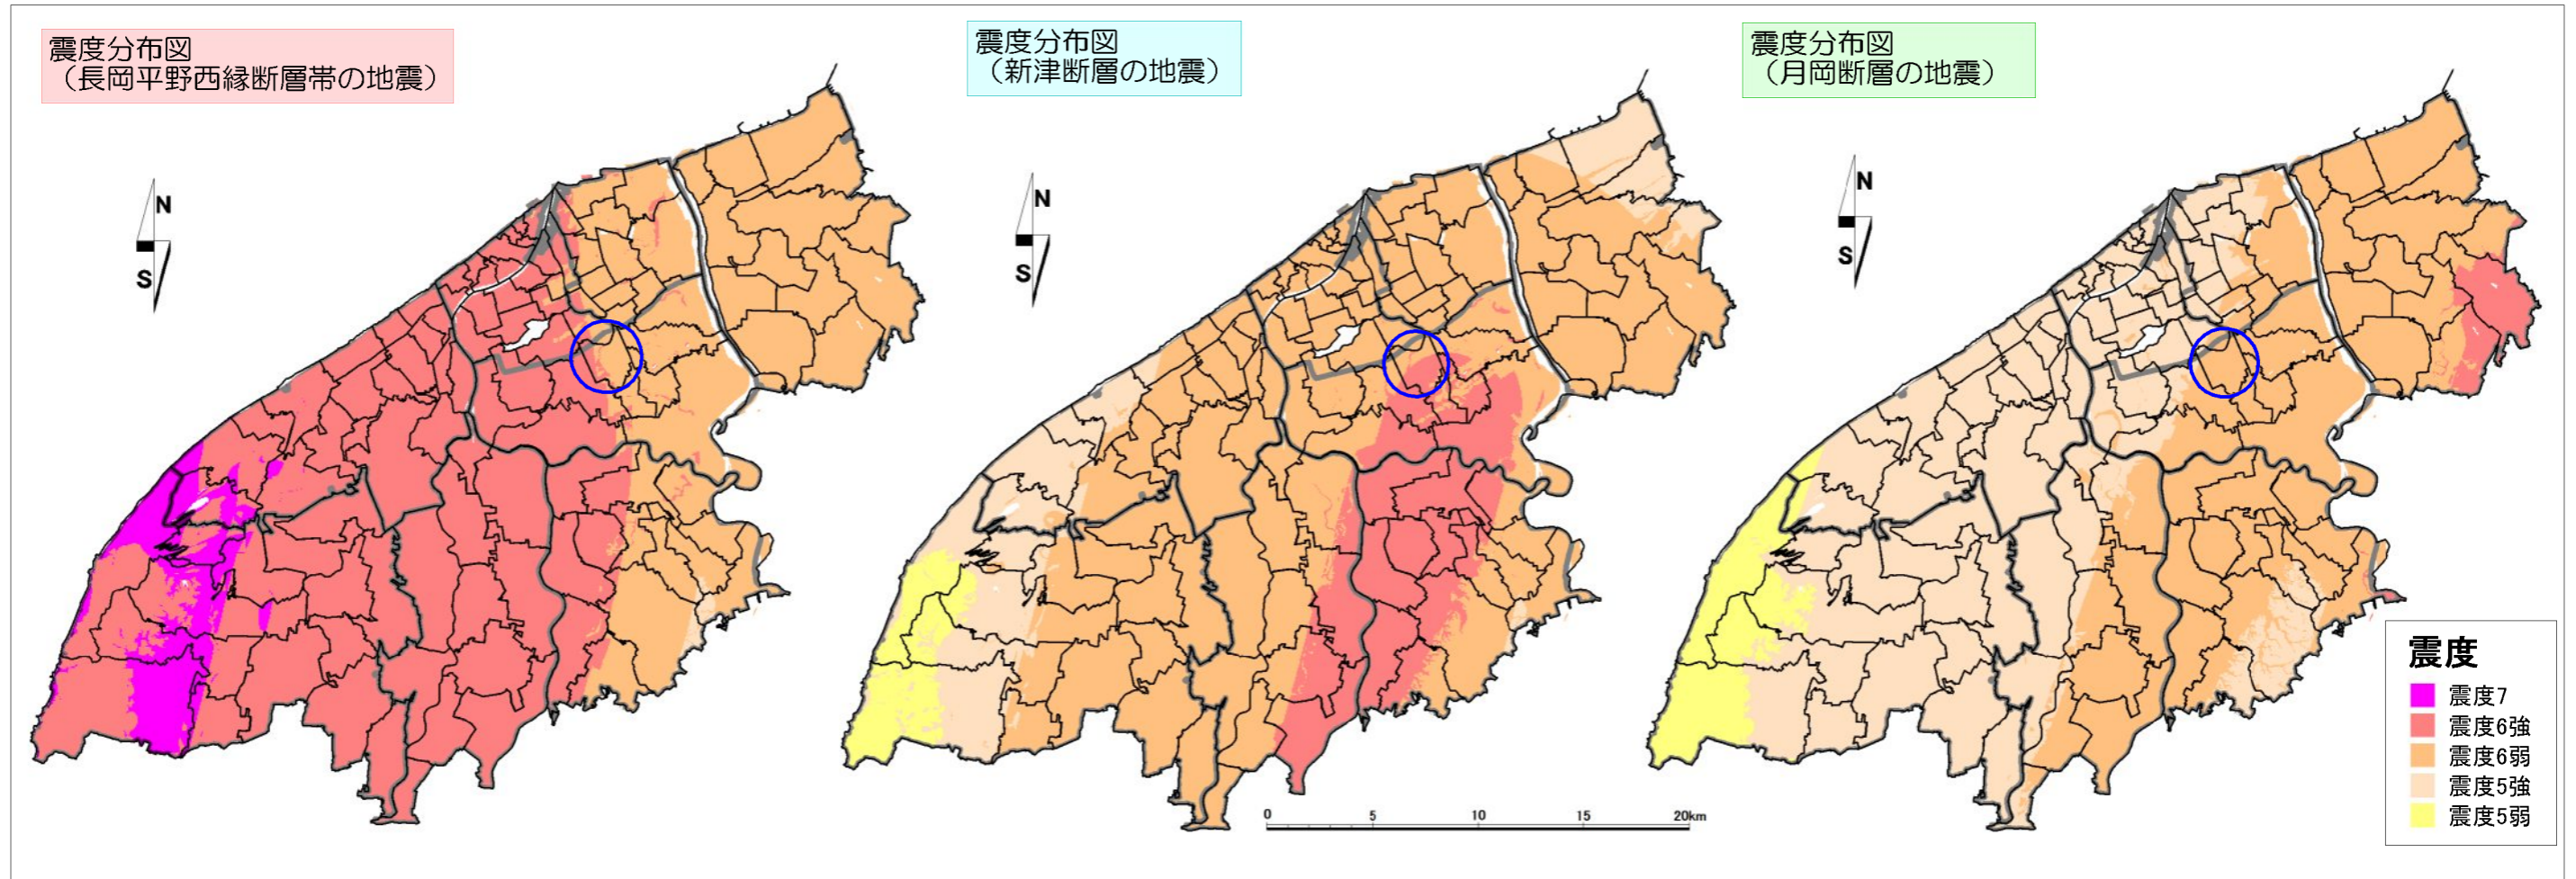 震度分布図
（長岡平野西縁断層帯の地震）
震度分布図
（新津断層の地震）
震度分布図
（月岡断層の地震）
N
S
N
S
N
S
震度
震度7
震度6強
震度6弱
震度5強
震度5弱
0 5 10 15 20km